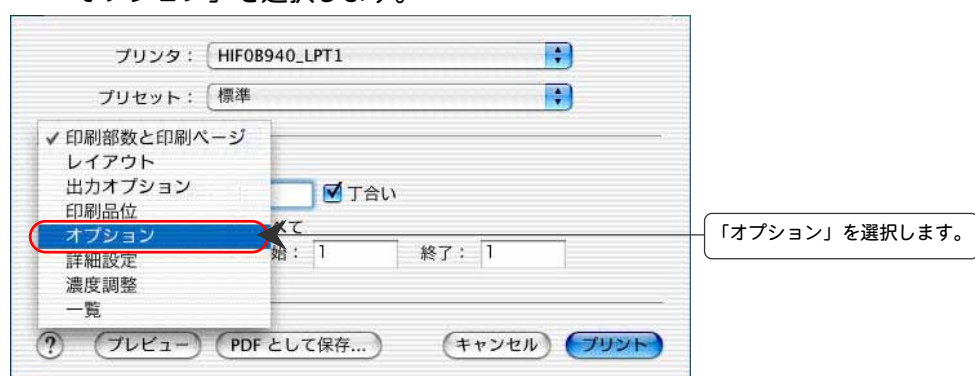 「オプション」を選択します。
プリンタ： HIF0B940_LPT1
プリセット： 標準
✓ 印刷部数と印刷ページ
レイアウト
出力オプション
印刷品位
オプション
詳細設定
濃度調整
一覧
丁合い
べて
始： 1 終了： 1
「オプション」を選択します。
? プレビュー PDF として保存... キャンセル プリント